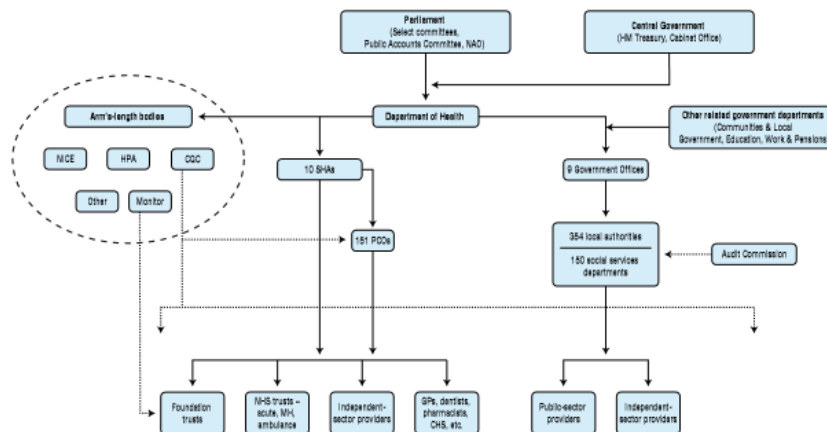 Parliament
(Select committees,
Public Accounts Committee, NAO)
Central Government
(HM Treasury, Cabinet Office)
Arm's-length bodies
Department of Health
Other related government departments
(Communities & Local
Government, Education, Work & Pensions)
NICE
HPA
CQC
10 SHAs
9 Government Offices
Other
Monitor
151 PCOs
354 local authorities
150 social services
departments
Audit Commission
Foundation
trusts
NHS trusts –
acute, MH,
ambulance
Independent-
sector providers
GPs, dentists,
pharmacists,
CHS, etc.
Public-sector
providers
Independent-
sector providers